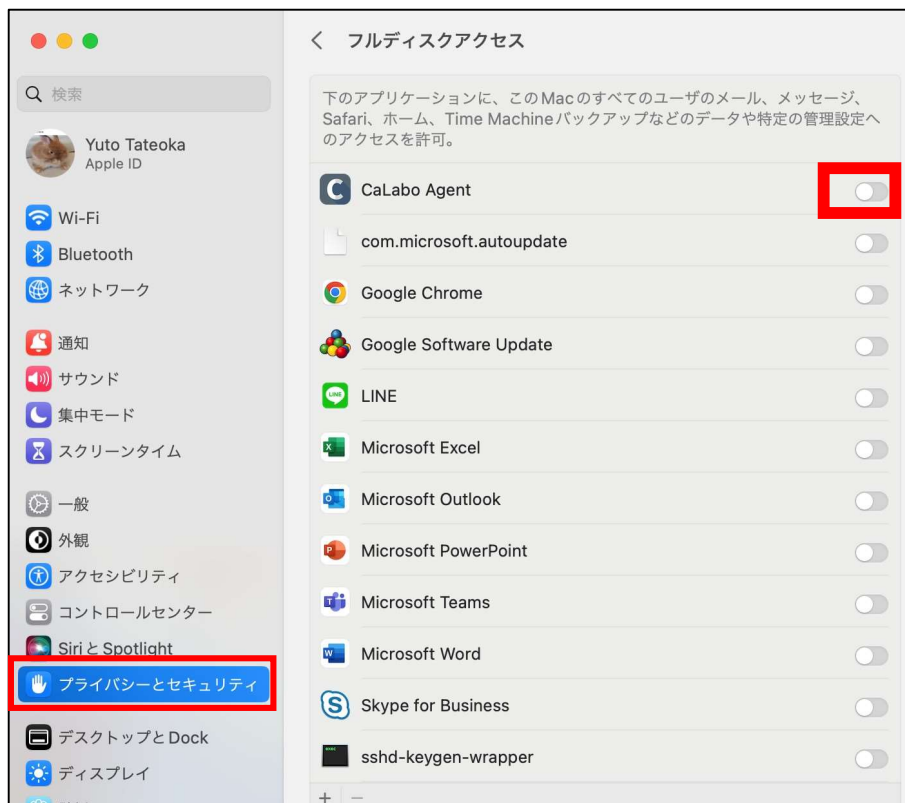 検索
Yuto Tateoka
Apple ID
Wi-Fi
Bluetooth
ネットワーク
通知
サウンド
集中モード
スクリーンタイム
一般
外観
アクセシビリティ
コントロールセンター
SiriとSpotlight
プライバシーとセキュリティ
デスクトップとDock
ディスプレイ
フルディスクアクセス
下のアプリケーションに、このMacのすべてのユーザのメール、メッセージ、
Safari、ホーム、Time Machineバックアップなどのデータや特定の管理設定へ
のアクセスを許可。
CaLabo Agent
com.microsoft.autoupdate
Google Chrome
Google Software Update
LINE
Microsoft Excel
Microsoft Outlook
Microsoft PowerPoint
Microsoft Teams
Microsoft Word
Skype for Business
sshd-keygen-wrapper